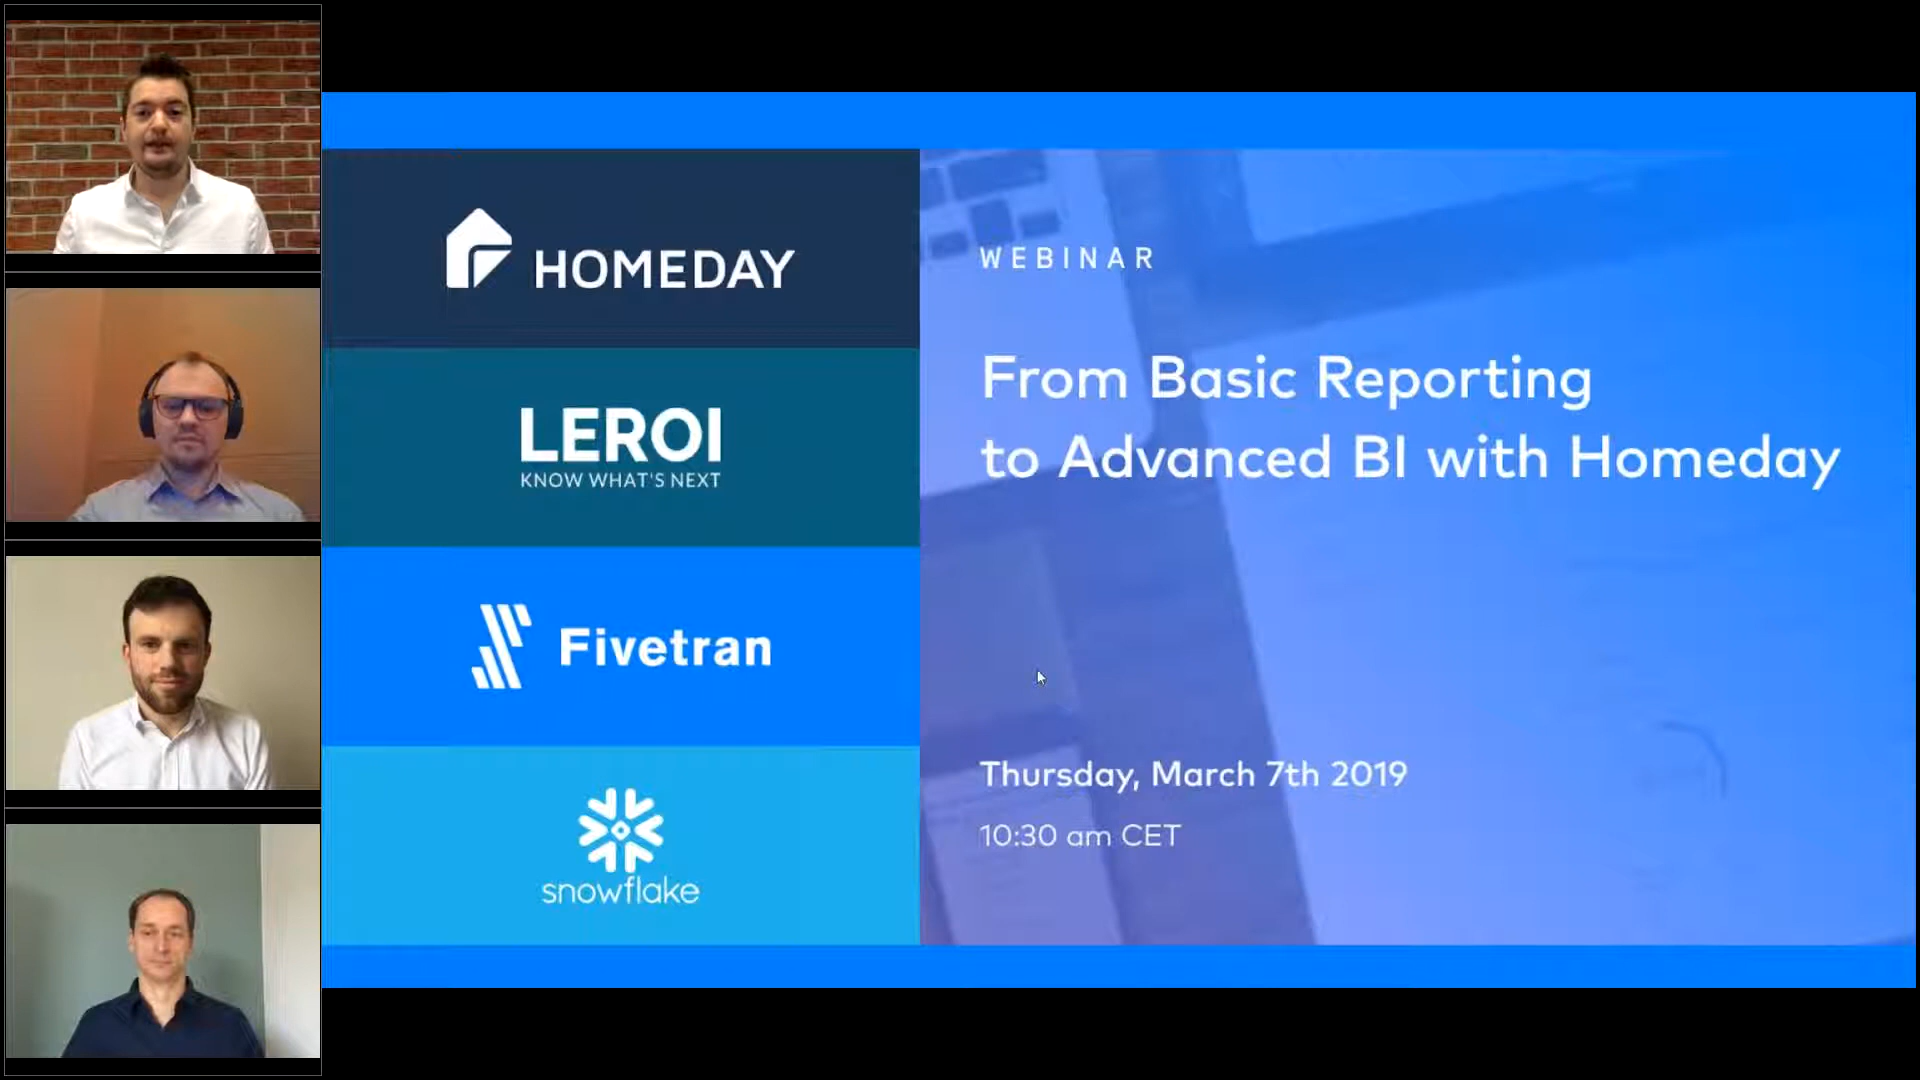 HOMEDAY
LEROI
KNOW WHAT'S NEXT
Fivetran
snowflake
WEBINAR
From Basic Reporting
to Advanced BI with Homeday
Thursday, March 7th 2019
10:30 am CET